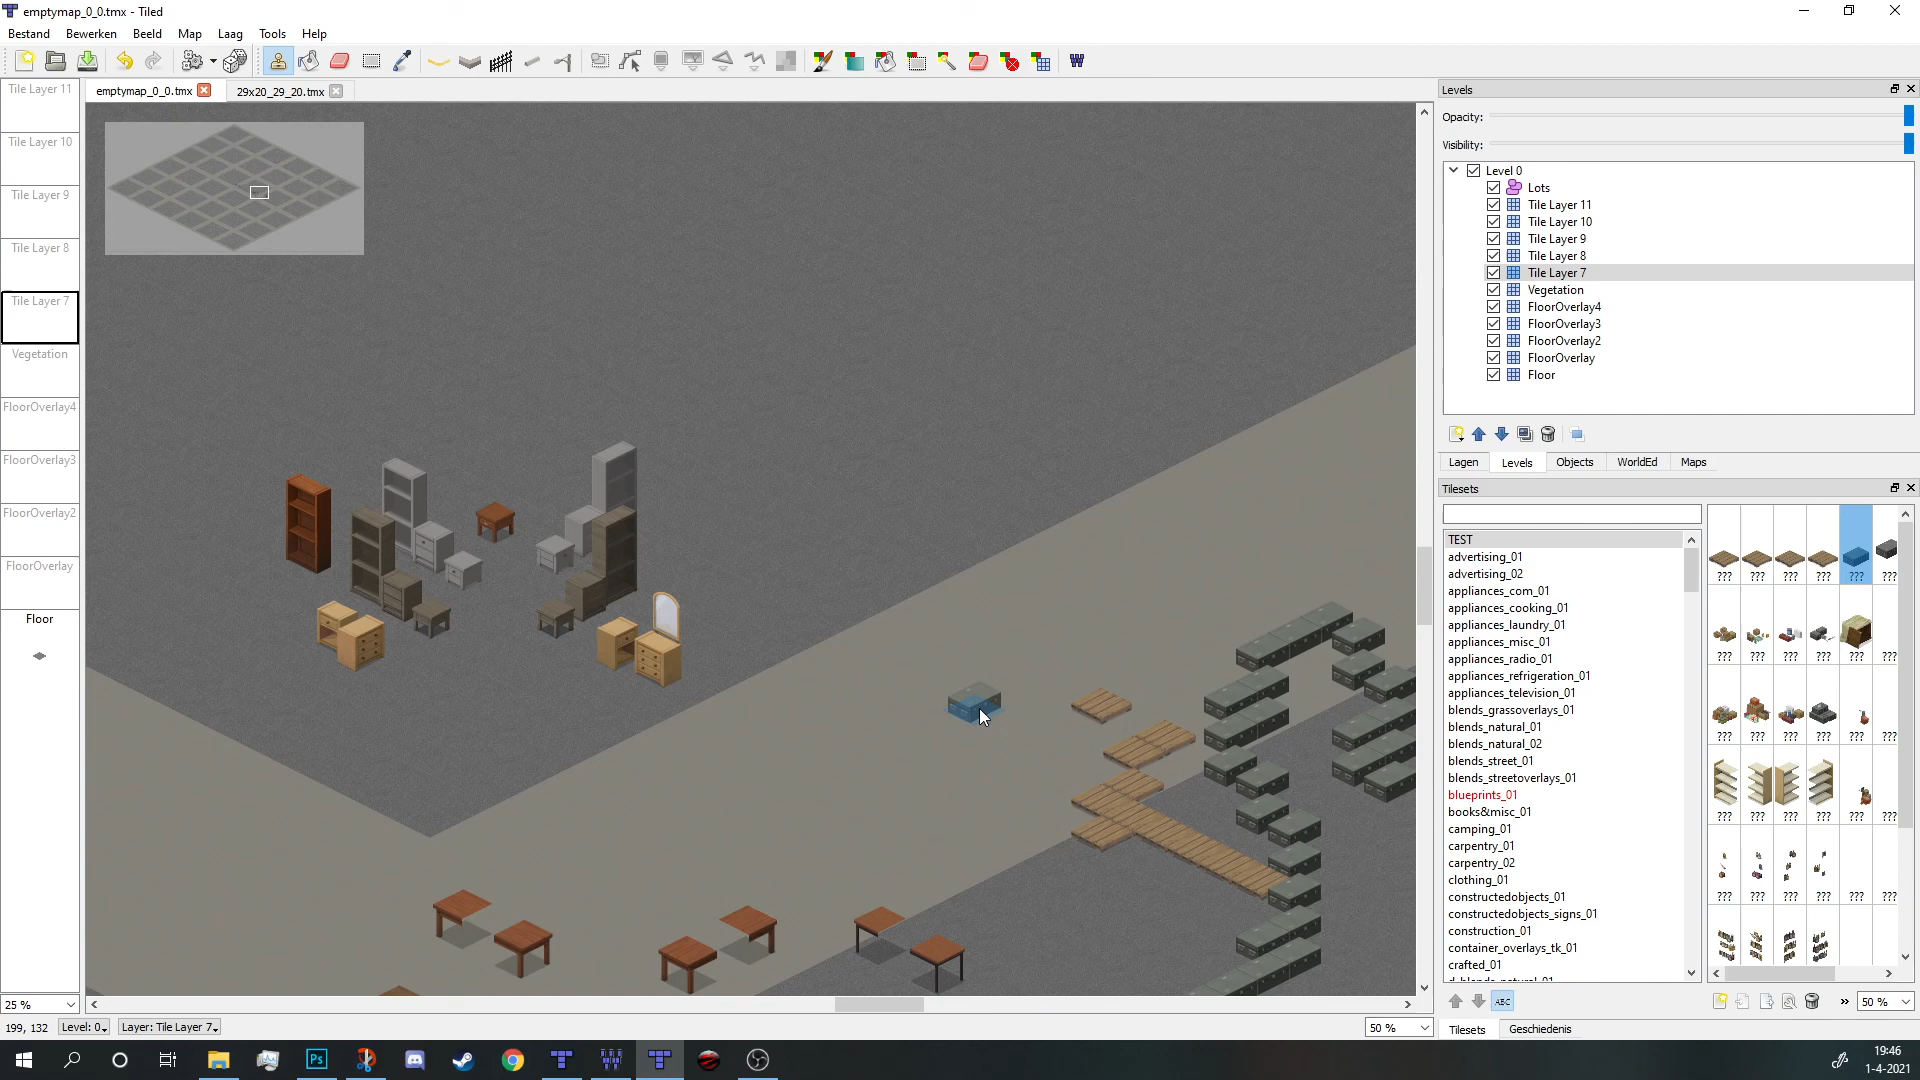 emptymap_0_0.tmx - Tiled
Bestand Bewerken Beeld Map Laag Tools Help
Tile Layer 11
Tile Layer 10
Tile Layer 9
Tile Layer 8
Tile Layer 7
Vegetation
FloorOverlay4
FloorOverlay3
FloorOverlay2
FloorOverlay
Floor
25 %
199, 132 Level: 0 Layer: Tile Layer 7
emptymap_0_0.tmx 29x20_29_20.tmx
50 %
Levels
Opacity:
Visibility:
Level 0
Lots
Tile Layer 11
Tile Layer 10
Tile Layer 9
Tile Layer 8
Tile Layer 7
Vegetation
FloorOverlay4
FloorOverlay3
FloorOverlay2
FloorOverlay
Floor
Lagen Levels Objects WorldEd Maps
Tilesets
TEST
advertising_01
advertising_02
appliances_com_01
appliances_cooking_01
appliances_laundry_01
appliances_misc_01
appliances_radio_01
appliances_refrigeration_01
appliances_television_01
blends_grassoverlays_01
blends_natural_01
blends_natural_02
blends_street_01
blends_streetoverlays_01
blueprints_01
books&misc_01
camping_01
carpentry_01
carpentry_02
clothing_01
constructedobjects_01
constructedobjects_signs_01
construction_01
container_overlays_tk_01
crafted_01
??? ??? ??? ??? ??? ???
??? ??? ??? ??? ??? ???
??? ??? ??? ??? ??? ???
??? ??? ??? ??? ??? ???
??? ??? ??? ??? ??? ???
ABC
» 50 %
Tilesets Geschiedenis
Ps
19:46
1-4-2021